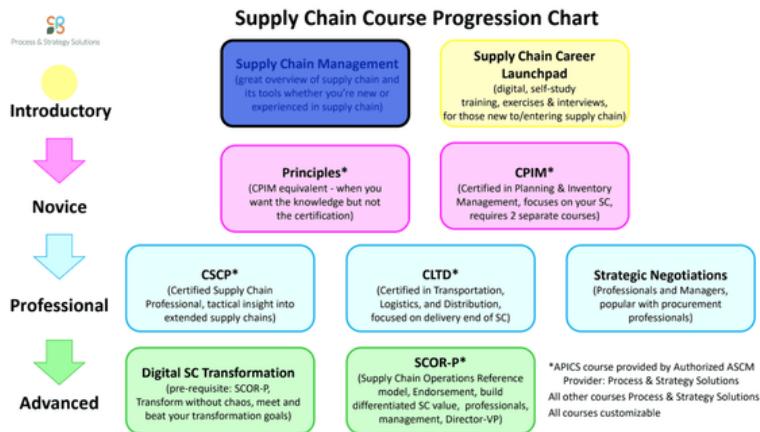 Supply Chain Course Progression Chart
Process & Strategy Solutions
Introductory
Supply Chain Management
(great overview of supply chain and
its tools whether you're new or
experienced in supply chain)
Supply Chain Career
Launchpad
(digital, self-study
training, exercises & interviews,
for those new to/entering supply chain)
Novice
Principles*
(CPIM equivalent - when you
want the knowledge but not
the certification)
CPIM*
(Certified in Planning & Inventory
Management, focuses on your SC,
requires 2 separate courses)
Professional
CSCP*
(Certified Supply Chain
Professional, tactical insight into
extended supply chains)
CLTD*
(Certified in Transportation,
Logistics, and Distribution,
focused on delivery end of SC)
Strategic Negotiations
(Professionals and Managers,
popular with procurement
professionals)
Advanced
Digital SC Transformation
(pre-requisite: SCOR-P,
Transform without chaos, meet and
beat your transformation goals)
SCOR-P*
(Supply Chain Operations Reference
model, Endorsement, build
differentiated SC value, professionals,
management, Director-VP)
*APICS course provided by Authorized ASCM
Provider: Process & Strategy Solutions
All other courses Process & Strategy Solutions
All courses customizable